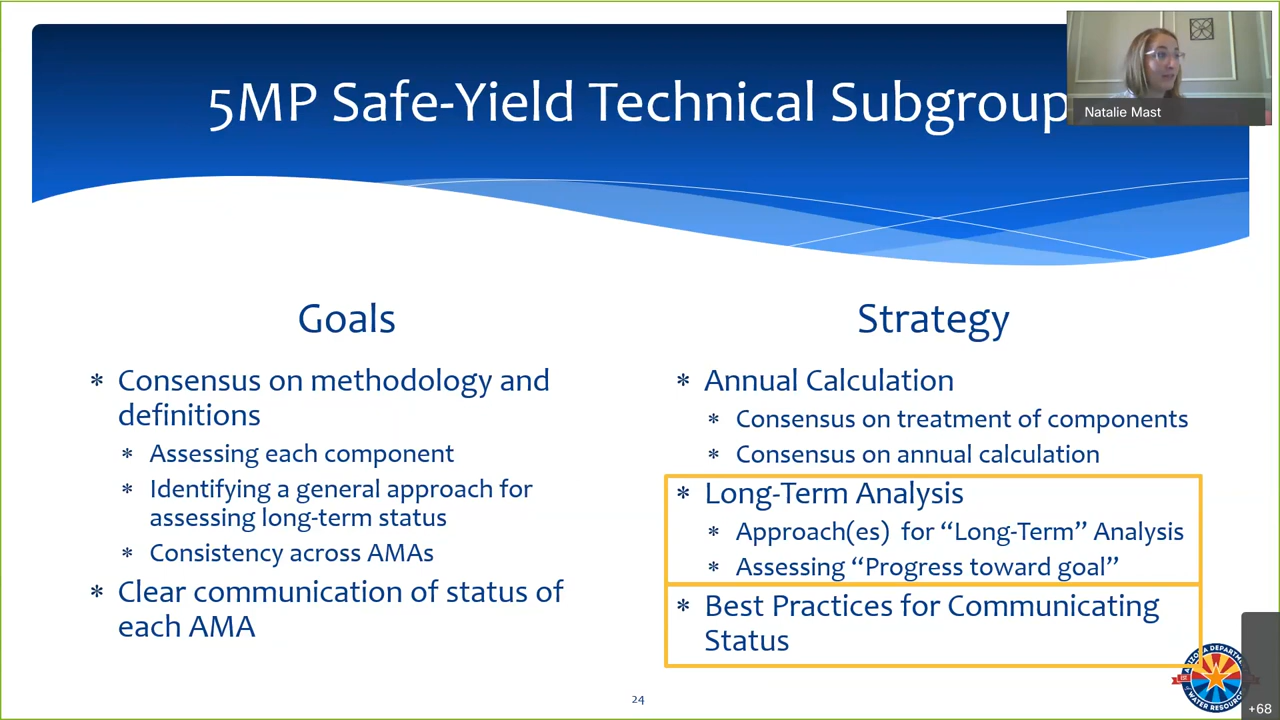 5MP Safe-Yield Technical Subgroup
Natalie Mast
Goals
* Consensus on methodology and
definitions
* Assessing each component
* Identifying a general approach for
assessing long-term status
* Consistency across AMAs
* Clear communication of status of
each AMA
Strategy
* Annual Calculation
* Consensus on treatment of components
* Consensus on annual calculation
* Long-Term Analysis
* Approach(es) for “Long-Term” Analysis
* Assessing “Progress toward goal”
* Best Practices for Communicating
Status
24
+68